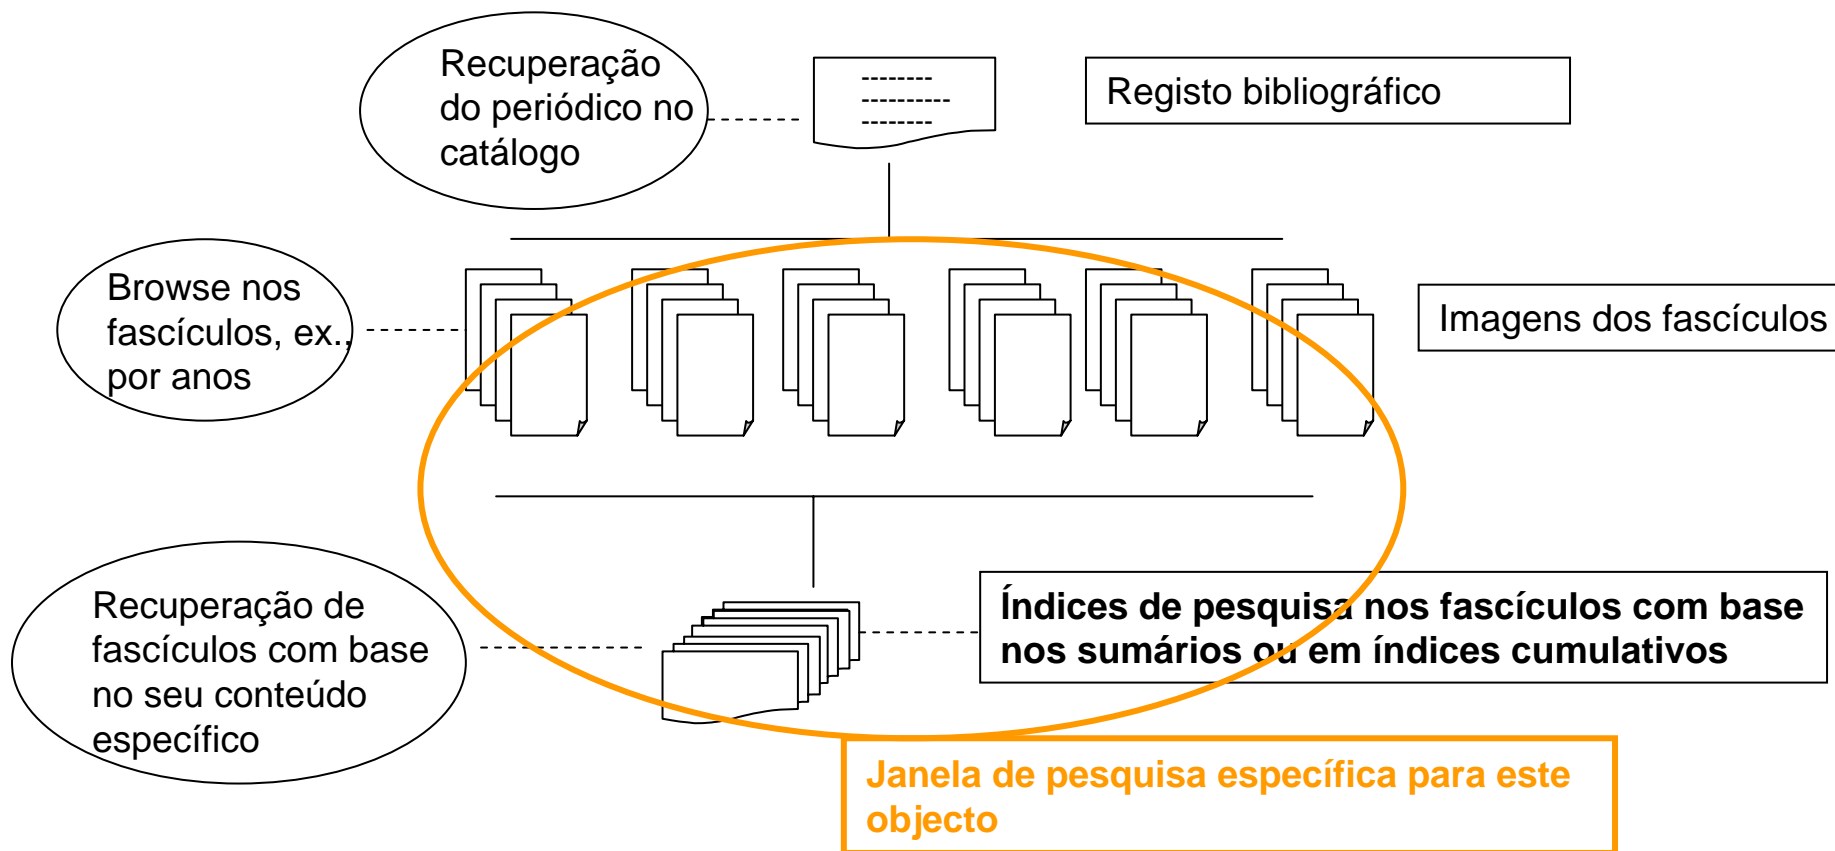 Recuperação
do periódico no
catálogo
--------
----------
--------
Registo bibliográfico
Browse nos
fascículos, ex.,
por anos
Imagens dos fascículos
Recuperação de
fascículos com base
no seu conteúdo
específico
Índices de pesquisa nos fascículos com base
nos sumários ou em índices cumulativos
Janela de pesquisa específica para este
objecto